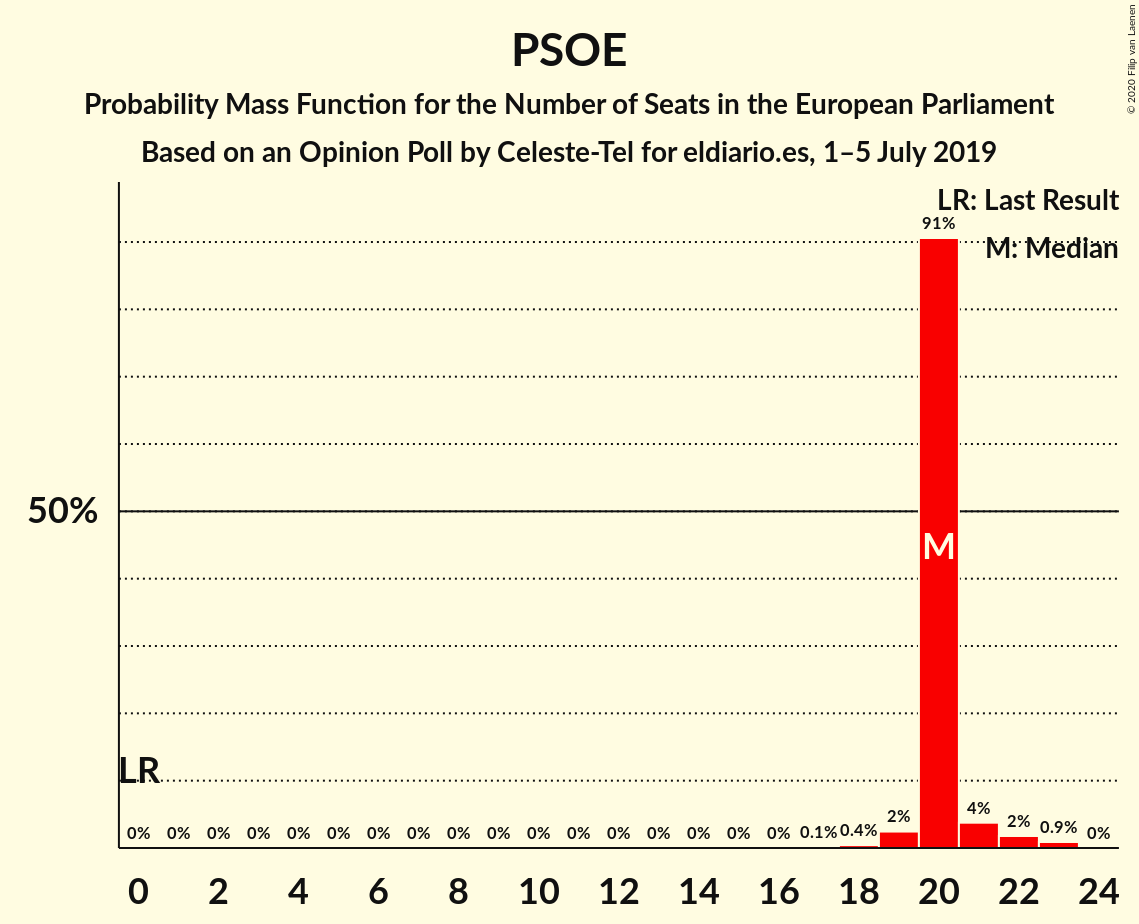 PSOE
Probability Mass Function for the Number of Seats in the European Parliament
Based on an Opinion Poll by Celeste-Tel for eldiario.es, 1–5 July 2019
© 2020 Filip van Laenen
LR: Last Result
M: Median
91%
50%
M
LR
0% 0% 0% 0% 0% 0% 0% 0% 0% 0% 0% 0% 0% 0% 0% 0% 0% 0.1% 0.4% 2% 4% 2% 0.9% 0%
0 2 4 6 8 10 12 14 16 18 20 22 24